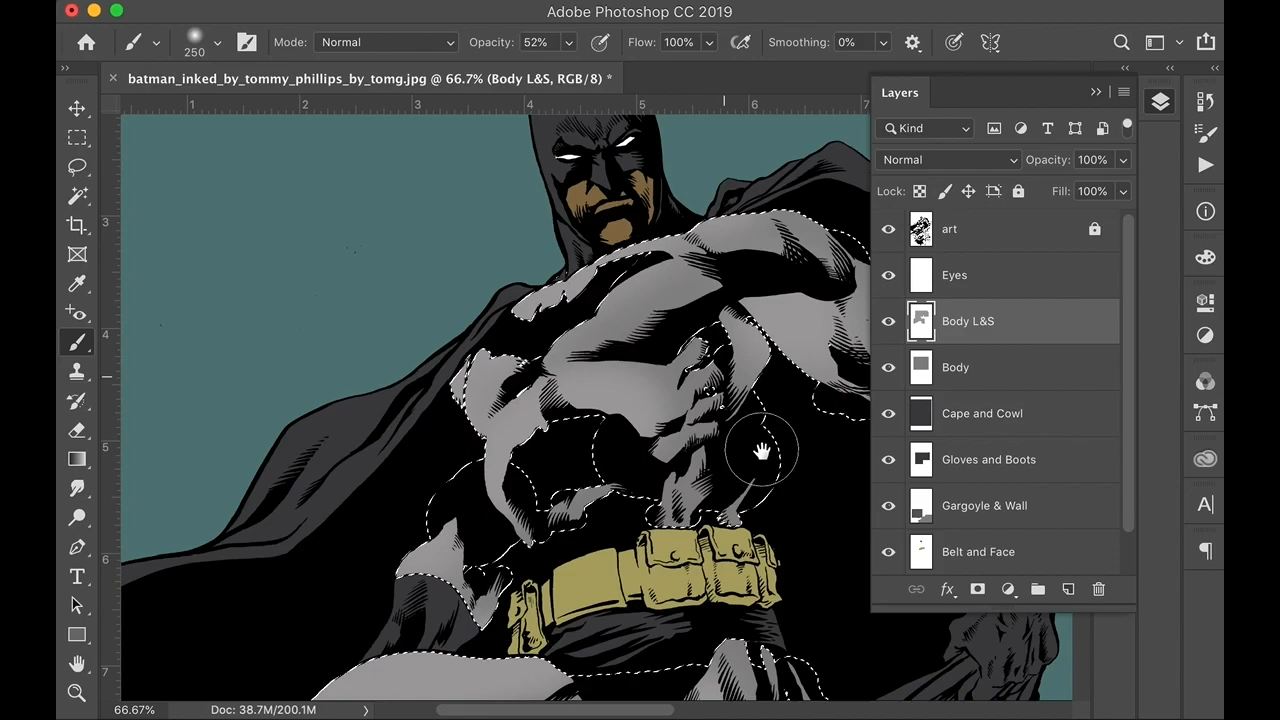 Adobe Photoshop CC 2019
250 Mode: Normal Opacity: 52% Flow: 100% Smoothing: 0%
batman_inked_by_tommy_phillips_by_tomg.jpg @ 66.7% (Body L&S, RGB/8) *
1 2 3 4 5 6 7
3
4
5
6
7
Layers
Kind
Normal Opacity: 100%
Lock: Fill: 100%
art
Eyes
Body L&S
Body
Cape and Cowl
Gloves and Boots
Gargoyle & Wall
Belt and Face
fx
66.67% Doc: 38.7M/200.1M